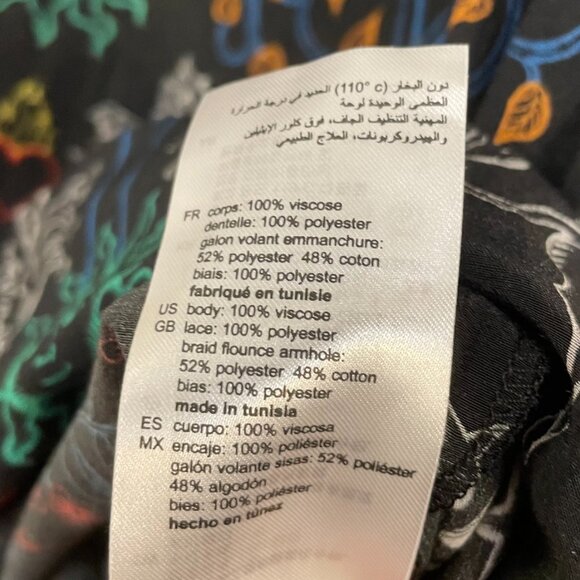 دون البخار (110° c) الحديد في درجة الحرارة
العظمى الوحيدة لوحة
المهنية التنظيف الجاف، فوق كلور الإيثيلين
والهيدروكربونات، العلاج الطبيعي
FR corps: 100% viscose
dentelle: 100% polyester
galon volant emmanchure:
52% polyester 48% coton
biais: 100% polyester
fabriqué en tunisie
US body: 100% viscose
GB lace: 100% polyester
braid flounce armhole:
52% polyester 48% cotton
bias: 100% polyester
made in tunisia
ES cuerpo: 100% viscosa
MX encaje: 100% poliéster
galón volante sisas: 52% poliéster
48% algodón
bies: 100% poliéster
hecho en túnez